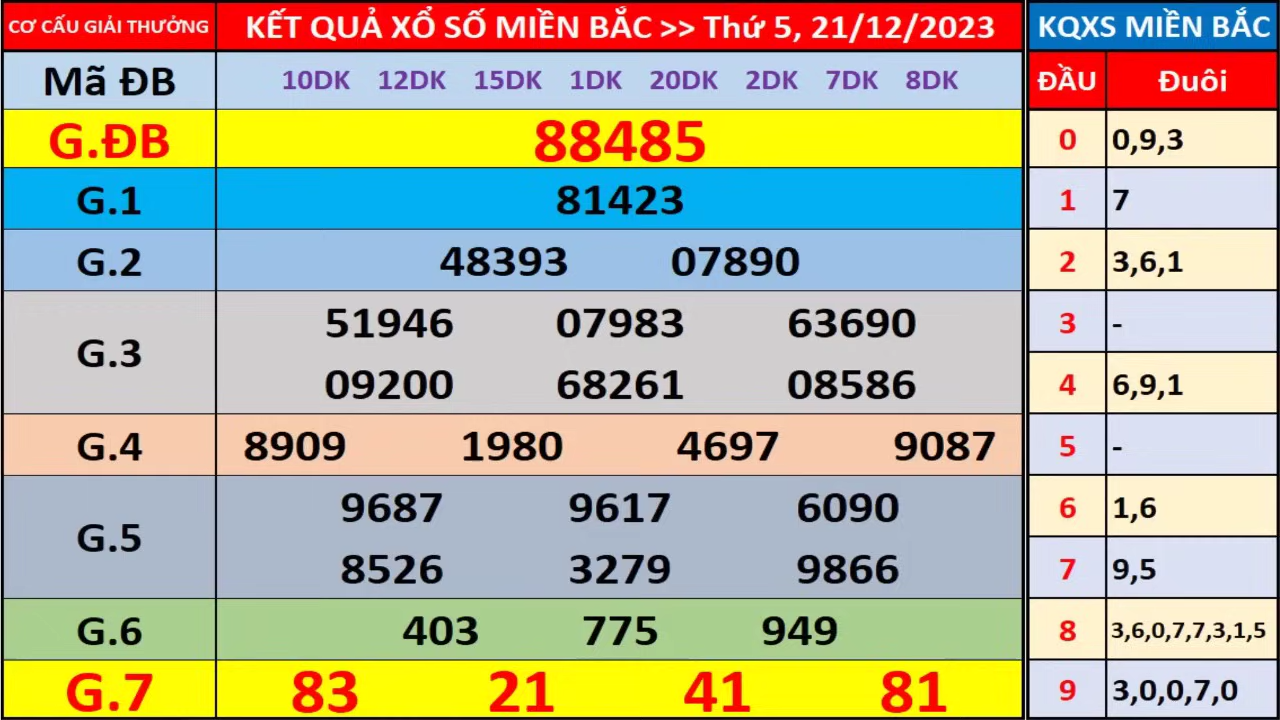 CƠ CẤU GIẢI THƯỞNG
KẾT QUẢ XỔ SỐ MIỀN BẮC >> Thứ 5, 21/12/2023
Mã ĐB
10DK 12DK 15DK 1DK 20DK 2DK 7DK 8DK
G.ĐB
88485
G.1
81423
G.2
48393 07890
G.3
51946 07983 63690
09200 68261 08586
G.4
8909 1980 4697 9087
G.5
9687 9617 6090
8526 3279 9866
G.6
403 775 949
G.7
83 21 41 81
KQXS MIỀN BẮC
ĐẦU Đuôi
0 0,9,3
1 7
2 3,6,1
3 -
4 6,9,1
5 -
6 1,6
7 9,5
8 3,6,0,7,7,3,1,5
9 3,0,0,7,0